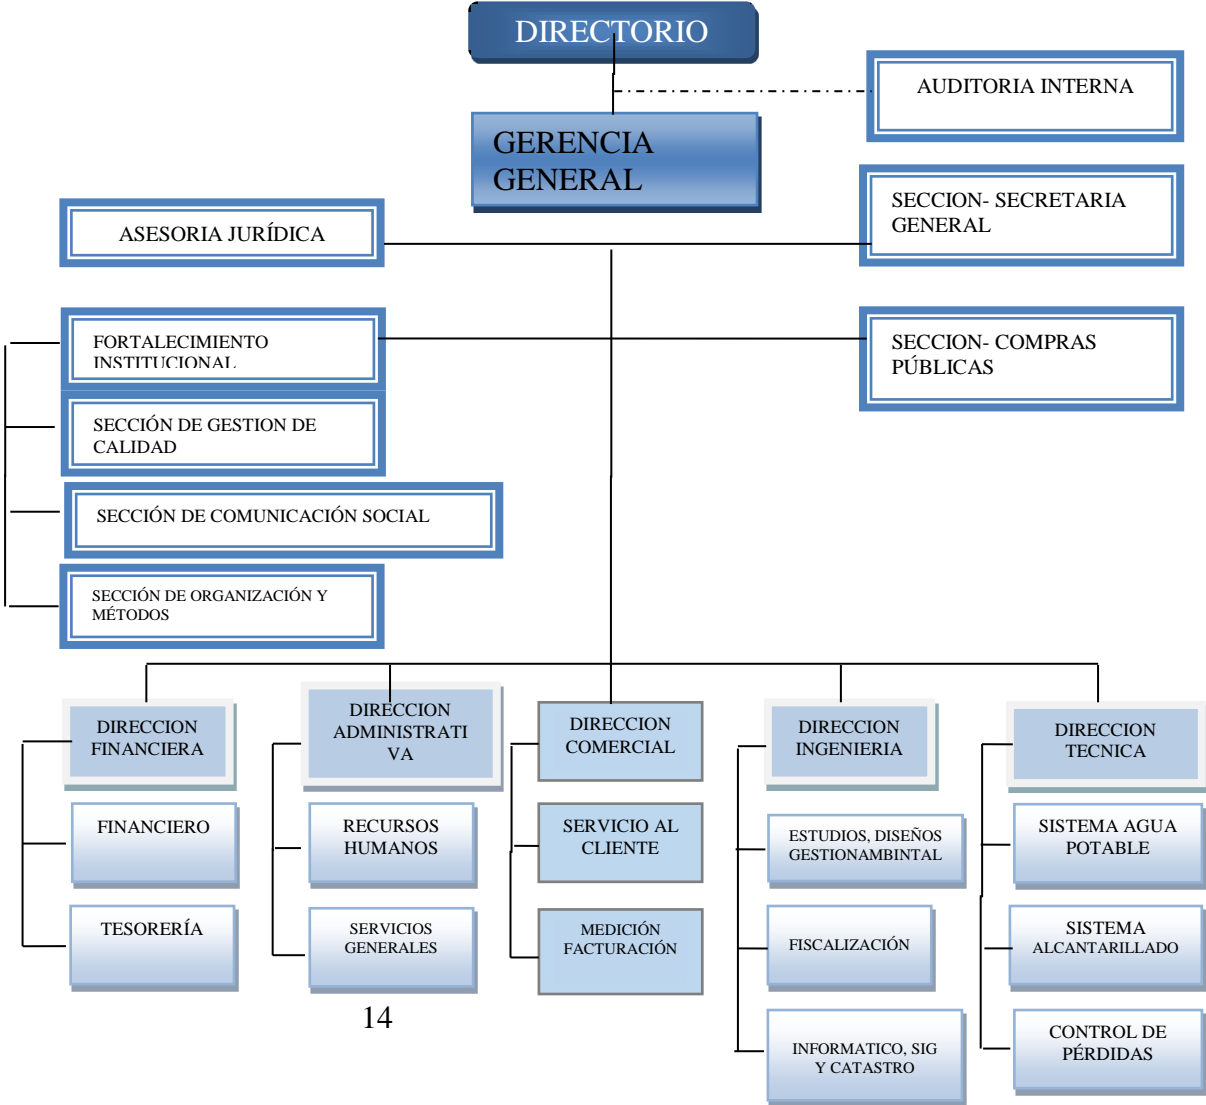 DIRECTORIO
AUDITORIA INTERNA
GERENCIA
GENERAL
SECCION- SECRETARIA
GENERAL
ASESORIA JURÍDICA
FORTALECIMIENTO
INSTITUCIONAL
SECCION- COMPRAS
PÚBLICAS
SECCIÓN DE GESTION DE
CALIDAD
SECCIÓN DE COMUNICACIÓN SOCIAL
SECCIÓN DE ORGANIZACIÓN Y
MÉTODOS
DIRECCION
FINANCIERA
DIRECCION
ADMINISTRATI
VA
DIRECCION
COMERCIAL
DIRECCION
INGENIERIA
DIRECCION
TECNICA
FINANCIERO
RECURSOS
HUMANOS
SERVICIO AL
CLIENTE
ESTUDIOS, DISEÑOS
GESTIONAMBINTAL
SISTEMA AGUA
POTABLE
TESORERÍA
SERVICIOS
GENERALES
MEDICIÓN
FACTURACIÓN
FISCALIZACIÓN
SISTEMA
ALCANTARILLADO
14
INFORMATICO, SIG
Y CATASTRO
CONTROL DE
PÉRDIDAS